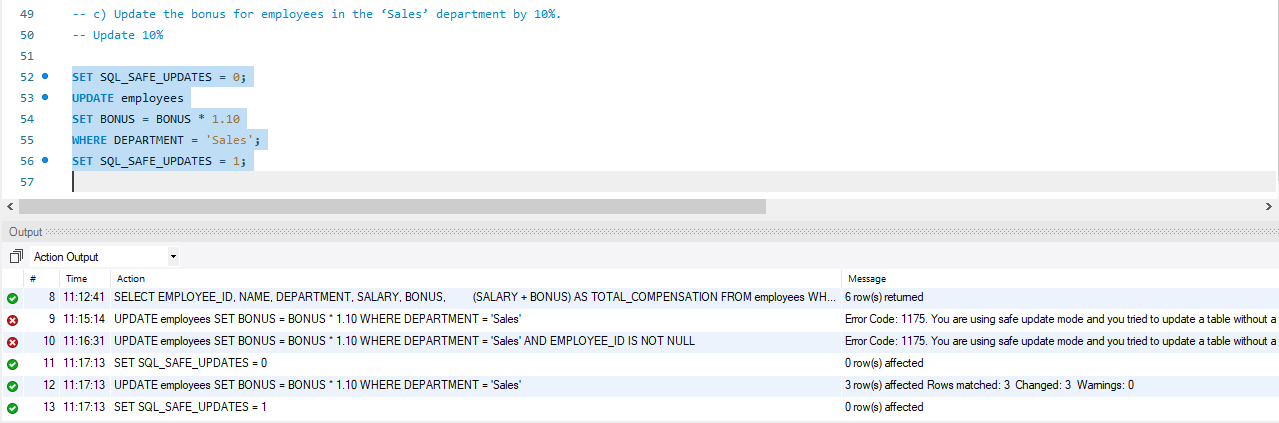 49 -- c) Update the bonus for employees in the ‘Sales’ department by 10%.
50 -- Update 10%
51
52 SET SQL_SAFE_UPDATES = 0;
53 UPDATE employees
54 SET BONUS = BONUS * 1.10
55 WHERE DEPARTMENT = 'Sales';
56 SET SQL_SAFE_UPDATES = 1;
57
Output
Action Output
# Time Action Message
8 11:12:41 SELECT EMPLOYEE_ID, NAME, DEPARTMENT, SALARY, BONUS, (SALARY + BONUS) AS TOTAL_COMPENSATION FROM employees WH... 6 row(s) returned
9 11:15:14 UPDATE employees SET BONUS = BONUS * 1.10 WHERE DEPARTMENT = 'Sales' Error Code: 1175. You are using safe update mode and you tried to update a table without a
10 11:16:31 UPDATE employees SET BONUS = BONUS * 1.10 WHERE DEPARTMENT = 'Sales' AND EMPLOYEE_ID IS NOT NULL Error Code: 1175. You are using safe update mode and you tried to update a table without a
11 11:17:13 SET SQL_SAFE_UPDATES = 0 0 row(s) affected
12 11:17:13 UPDATE employees SET BONUS = BONUS * 1.10 WHERE DEPARTMENT = 'Sales' 3 row(s) affected Rows matched: 3 Changed: 3 Warnings: 0
13 11:17:13 SET SQL_SAFE_UPDATES = 1 0 row(s) affected